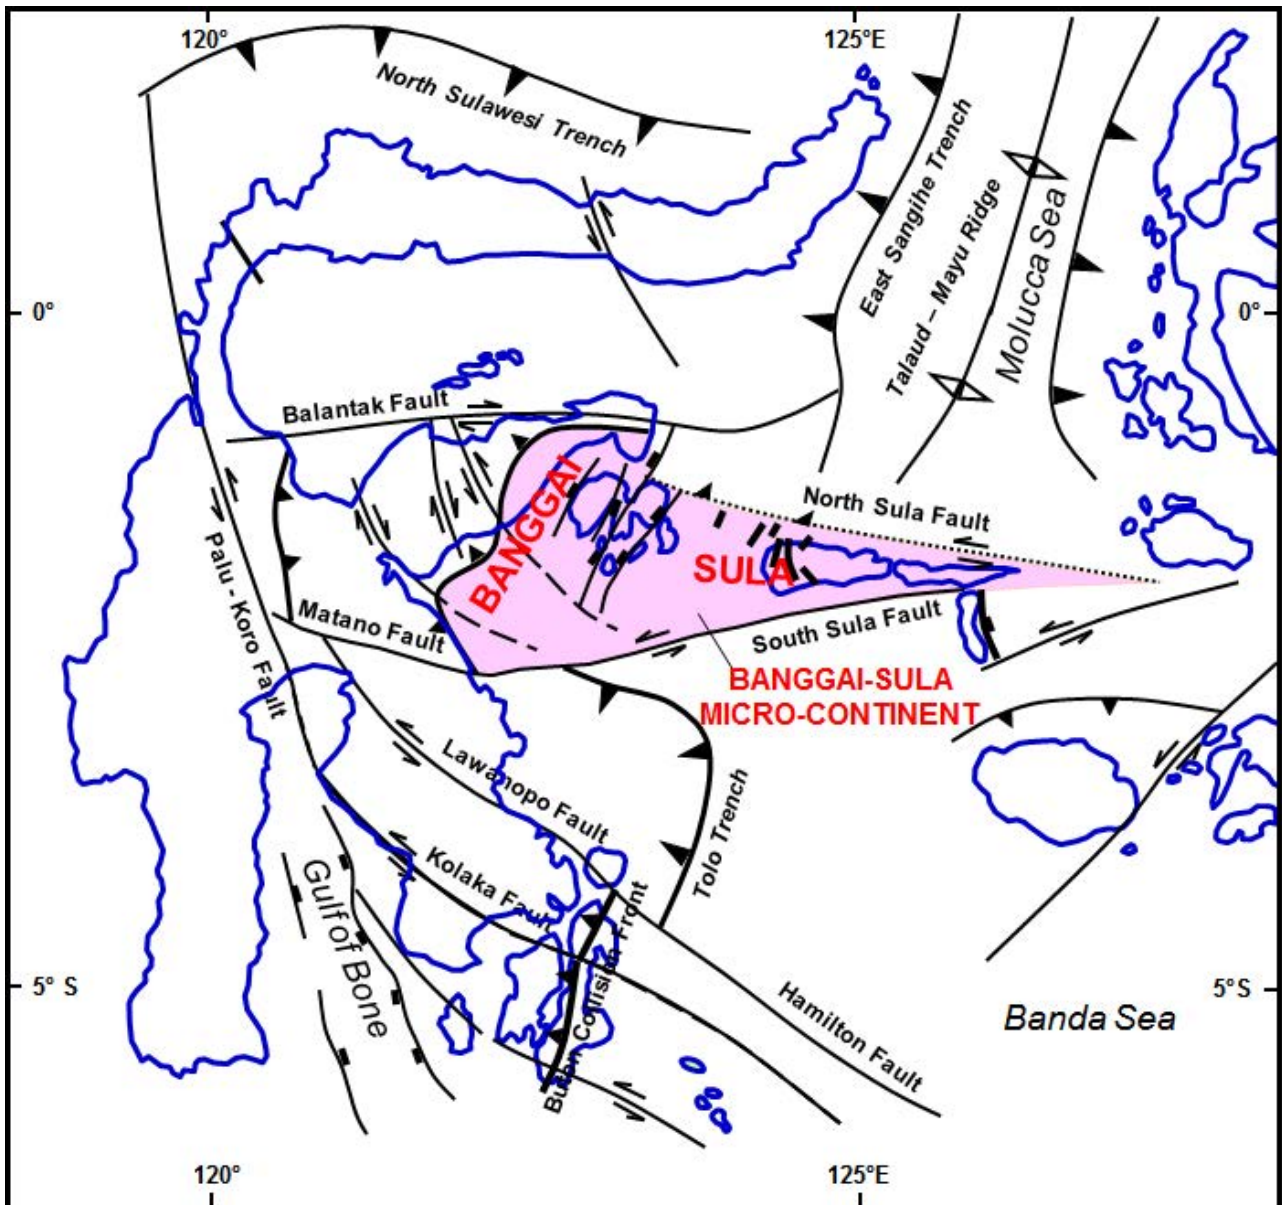 120°
125°E
North Sulawesi Trench
East Sangihe Trench
Talaud – Mayu Ridge
Molucca Sea
0°
0°
Balantak Fault
BANGGAI
North Sula Fault
SULA
Palu - Koro Fault
Matano Fault
South Sula Fault
BANGGAI-SULA
MICRO-CONTINENT
Lawanopo Fault
Tolo Trench
Kolaka Fault
Gulf of Bone
Buton Collision Front
Hamilton Fault
5° S
5°S
Banda Sea
120°
125°E